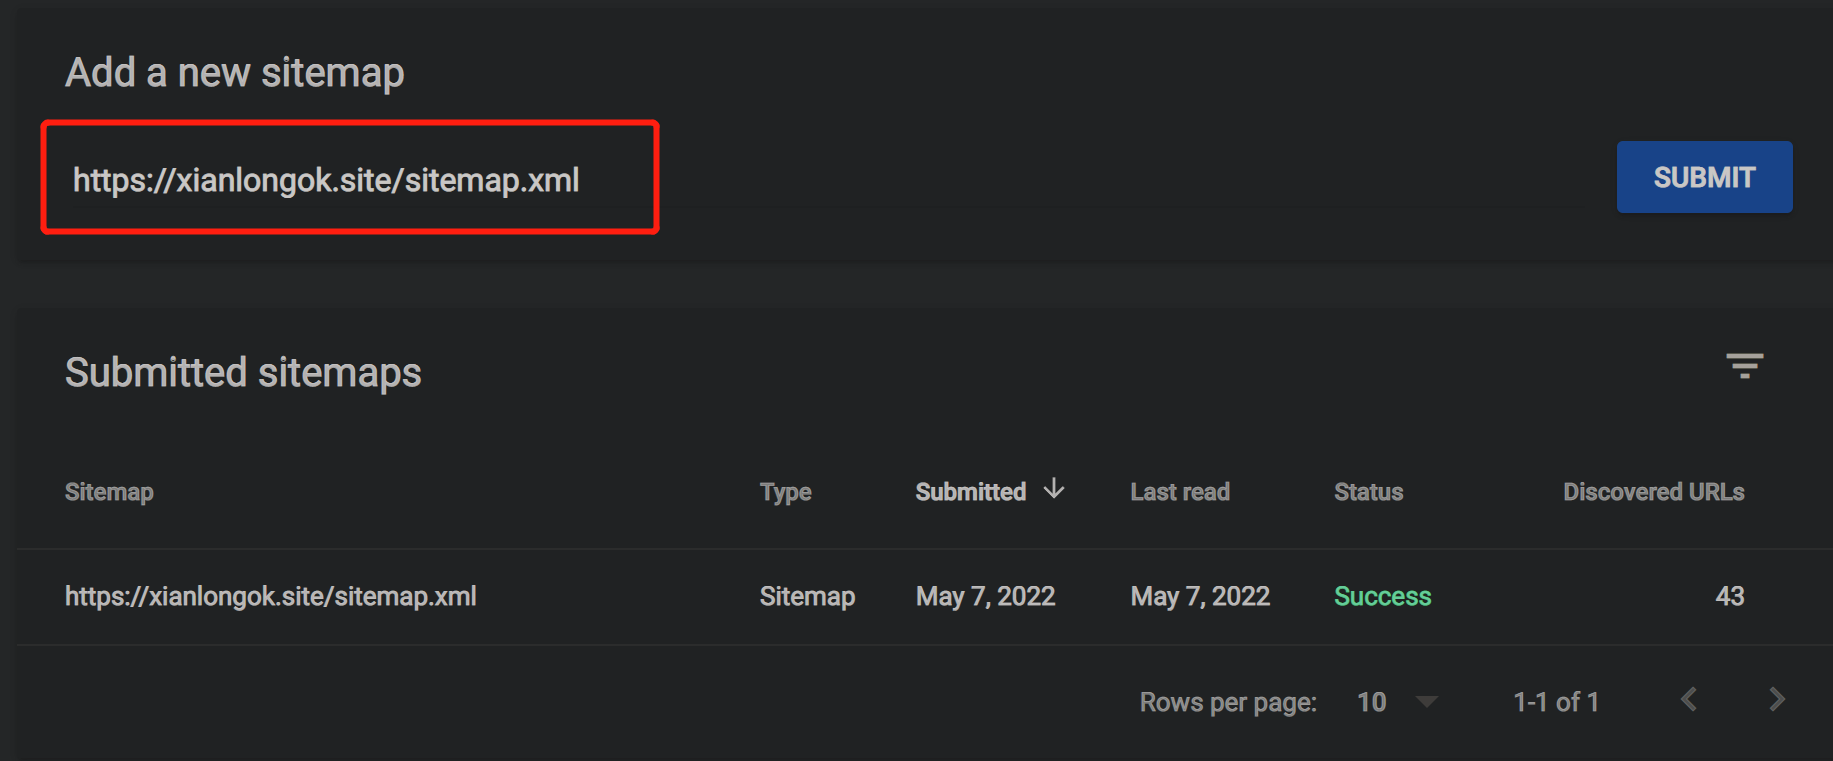 Add a new sitemap
https://xianlongok.site/sitemap.xml
SUBMIT
Submitted sitemaps
Sitemap Type Submitted Last read Status Discovered URLs
https://xianlongok.site/sitemap.xml Sitemap May 7, 2022 May 7, 2022 Success 43
Rows per page: 10 1-1 of 1